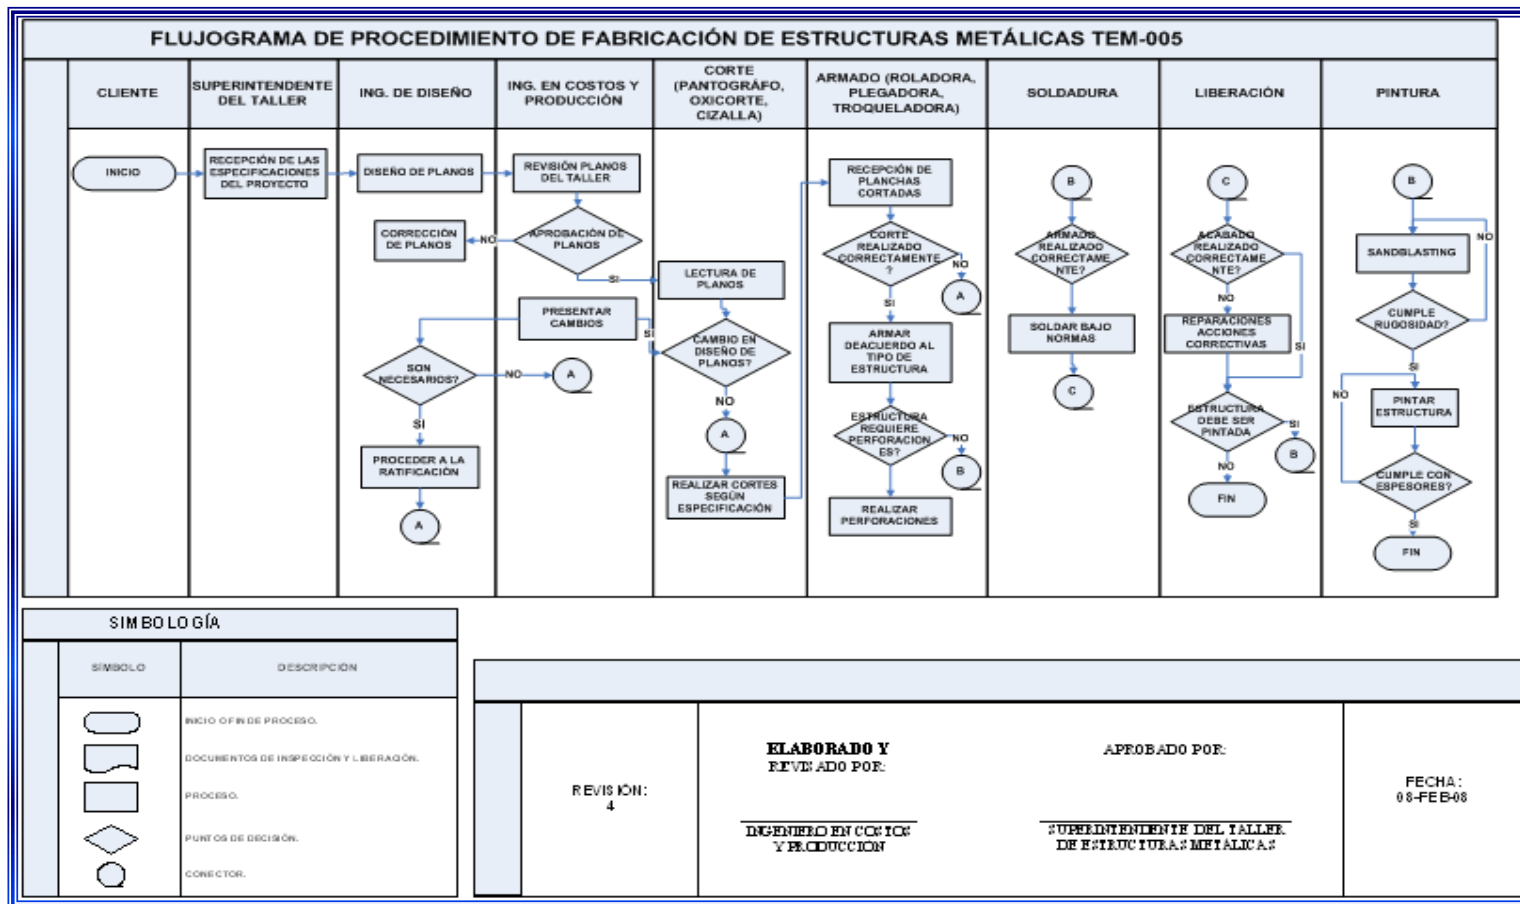 FLUJOGRAMA DE PROCEDIMIENTO DE FABRICACIÓN DE ESTRUCTURAS METÁLICAS TEM-005
CLIENTE
SUPERINTENDENTE
DEL TALLER
ING. DE DISEÑO
ING. EN COSTOS Y
PRODUCCIÓN
CORTE
(PANTOGRÁFO,
OXICORTE,
CIZALLA)
ARMADO (ROLADORA,
PLEGADORA,
TROQUELADORA)
SOLDADURA
LIBERACIÓN
PINTURA
INICIO
RECEPCIÓN DE LAS
ESPECIFICACIONES
DEL PROYECTO
DISEÑO DE PLANOS
CORRECCIÓN
DE PLANOS
SON
NECESARIOS?
SI
PROCEDER A LA
RATIFICACIÓN
A
REVISIÓN PLANOS
DEL TALLER
APROBACIÓN DE
PLANOS
NO
SI
PRESENTAR
CAMBIOS
NO
A
LECTURA DE
PLANOS
SI
CAMBIO EN
DISEÑO DE
PLANOS?
NO
A
REALIZAR CORTES
SEGÚN
ESPECIFICACIÓN
RECEPCIÓN DE
PLANCHAS
CORTADAS
CORTE
REALIZADO
CORRECTAMENTE
?
NO
A
SI
ARMAR
DEACUERDO AL
TIPO DE
ESTRUCTURA
ESTRUCTURA
REQUIERE
PERFORACION
ES?
NO
B
REALIZAR
PERFORACIONES
B
ARMADO
REALIZADO
CORRECTAME
NTE?
SOLDAR BAJO
NORMAS
C
C
ACABADO
REALIZADO
CORRECTAME
NTE?
NO
REPARACIONES
ACCIONES
CORRECTIVAS
SI
ESTRUCTURA
DEBE SER
PINTADA
SI
B
NO
FIN
B
NO
SANDBLASTING
CUMPLE
RUGOSIDAD?
SI
NO
PINTAR
ESTRUCTURA
CUMPLE CON
ESPESORES?
SI
FIN
SIMBOLOGÍA
SÍMBOLO
DESCRIPCIÓN
INICIO O FIN DE PROCESO.
DOCUMENTOS DE INSPECCIÓN Y LIBERACIÓN.
PROCESO.
PUNTOS DE DECISIÓN.
CONECTOR.
REVISIÓN:
4
ELABORADO Y
REVISADO POR:
INGENIERO EN COSTOS
Y PRODUCCIÓN
APROBADO POR:
SUPERINTENDENTE DEL TALLER
DE ESTRUCTURAS METÁLICAS
FECHA:
08-FEB-08